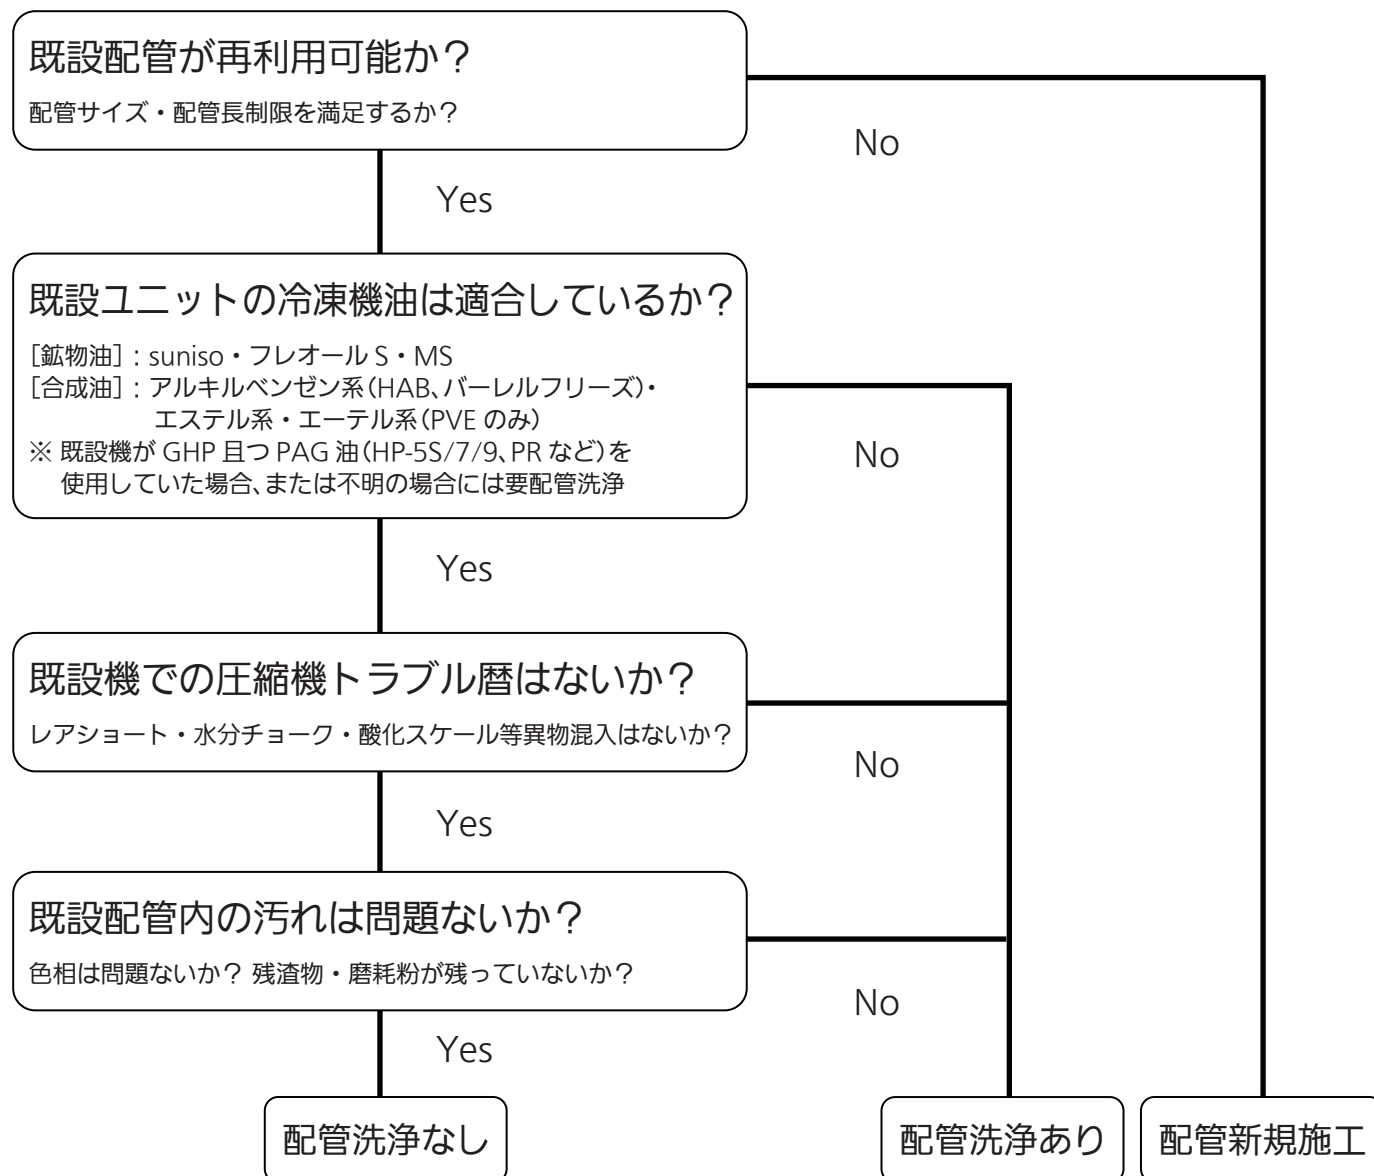 既設配管が再利用可能か？
配管サイズ・配管長制限を満足するか？
No
Yes
既設ユニットの冷凍機油は適合しているか？
［鉱物油］: suniso・フレオール S・MS
［合成油］: アルキルベンゼン系（HAB、バーレルフリーズ）・
エステル系・エーテル系（PVE のみ）
※ 既設機が GHP 且つ PAG 油（HP-5S/7/9、PR など）を
使用していた場合、または不明の場合には要配管洗浄
No
Yes
既設機での圧縮機トラブル暦はないか？
レアショート・水分チョーク・酸化スケール等異物混入はないか？
No
Yes
既設配管内の汚れは問題ないか？
色相は問題ないか？ 残渣物・磨耗粉が残っていないか？
No
Yes
配管洗浄なし
配管洗浄あり
配管新規施工